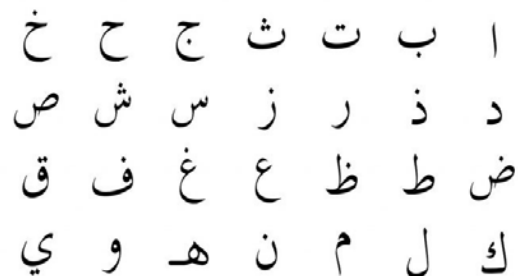 ا ب ت ث ج ح خ
د ذ ر ز س ش ص
ض ط ظ ع غ ف ق
ك ل م ن هـ و ي